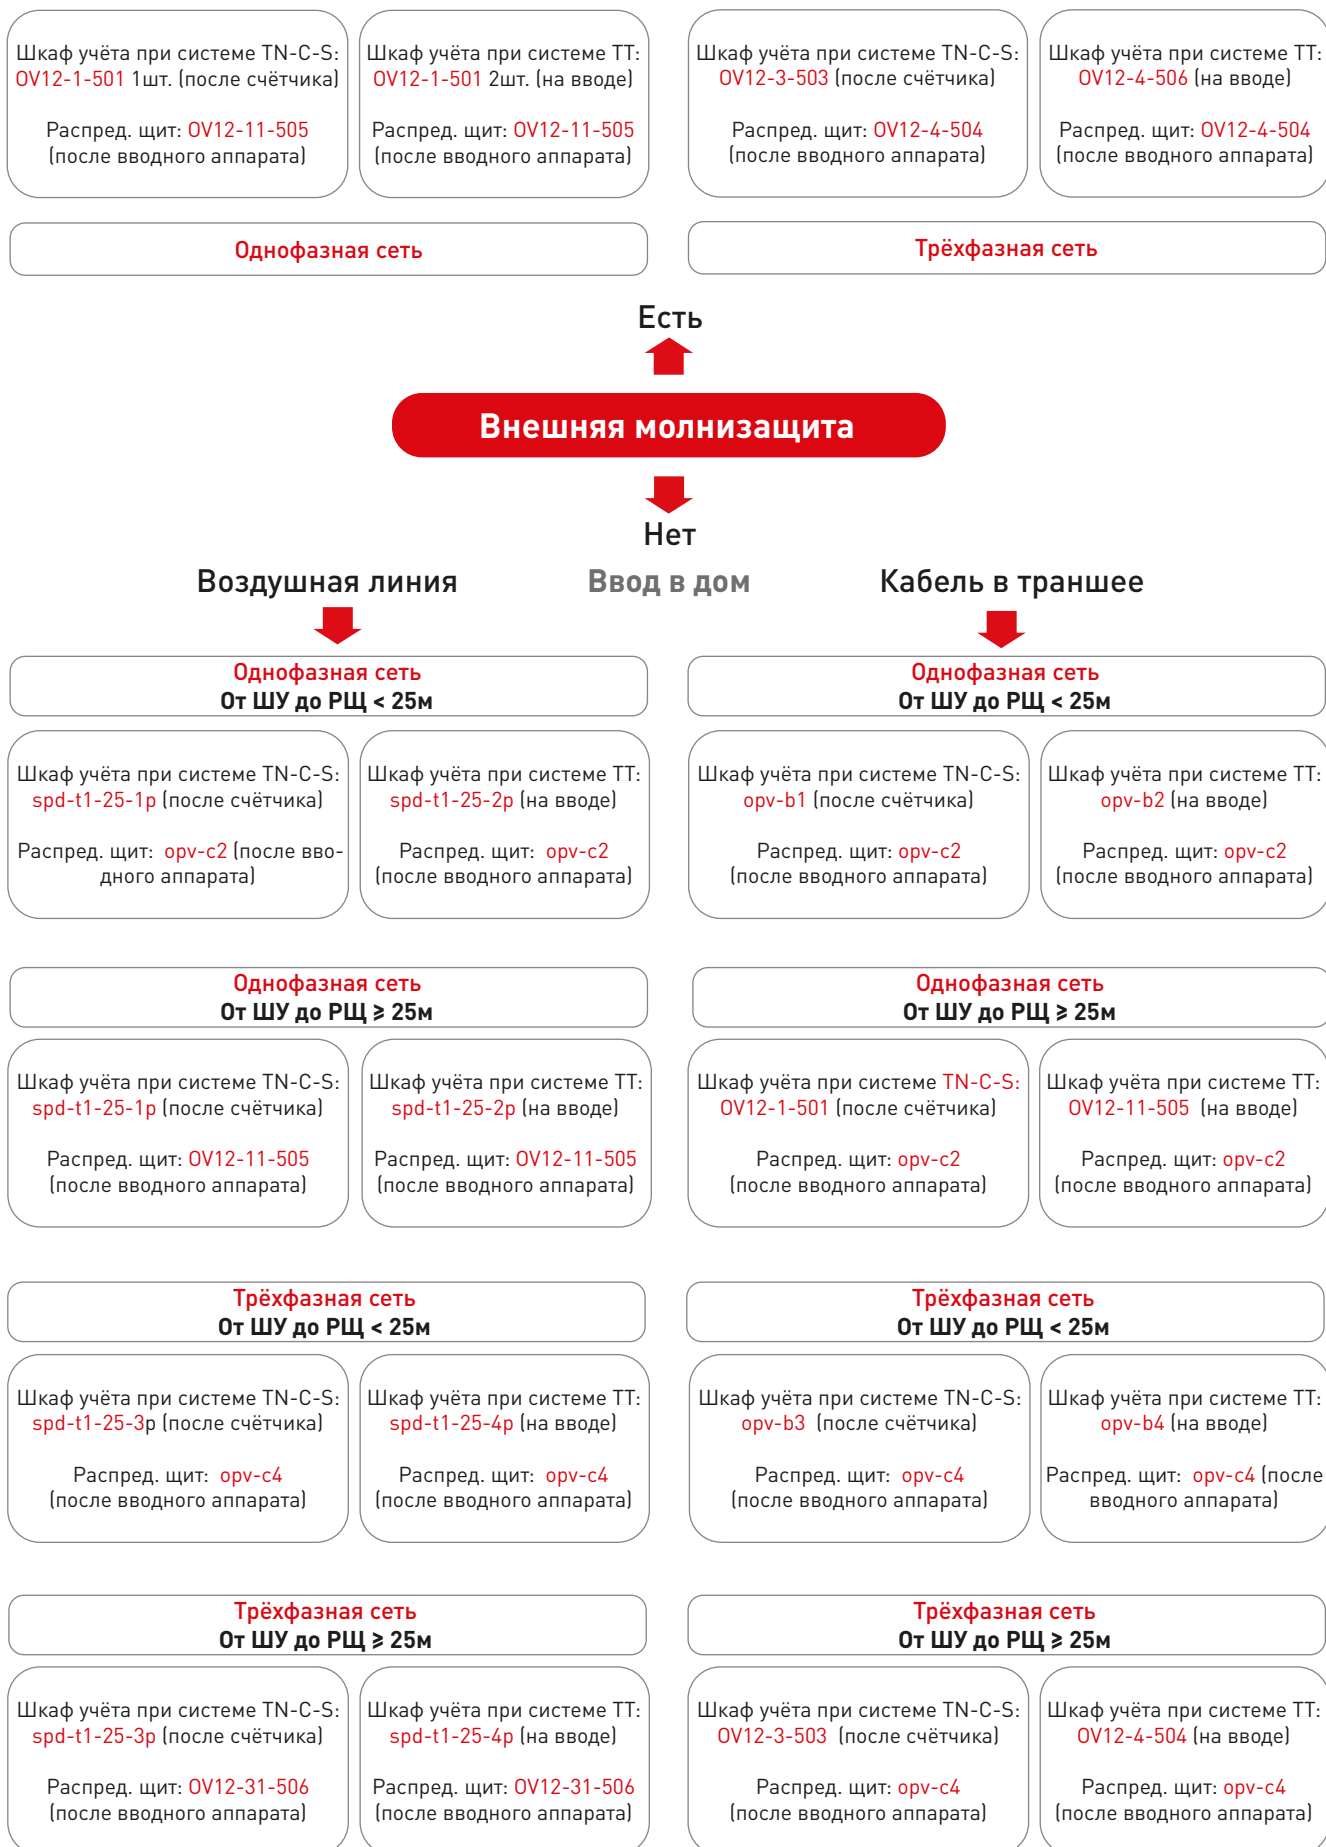 Шкаф учёта при системе TN-C-S:
OV12-1-501 1шт. (после счётчика)
Распред. щит: OV12-11-505
(после вводного аппарата)
Шкаф учёта при системе TT:
OV12-1-501 2шт. (на вводе)
Распред. щит: OV12-11-505
(после вводного аппарата)
Шкаф учёта при системе TN-C-S:
OV12-3-503 (после счётчика)
Распред. щит: OV12-4-504
(после вводного аппарата)
Шкаф учёта при системе TT:
OV12-4-506 (на вводе)
Распред. щит: OV12-4-504
(после вводного аппарата)
Однофазная сеть
Трёхфазная сеть
Есть
Внешняя молнизащита
Нет
Воздушная линия
Ввод в дом
Кабель в траншее
Однофазная сеть
От ШУ до РЩ < 25м
Однофазная сеть
От ШУ до РЩ < 25м
Шкаф учёта при системе TN-C-S:
spd-t1-25-1p (после счётчика)
Распред. щит: opv-c2 (после вво-
дного аппарата)
Шкаф учёта при системе TT:
spd-t1-25-2p (на вводе)
Распред. щит: opv-c2
(после вводного аппарата)
Шкаф учёта при системе TN-C-S:
opv-b1 (после счётчика)
Распред. щит: opv-c2
(после вводного аппарата)
Шкаф учёта при системе TT:
opv-b2 (на вводе)
Распред. щит: opv-c2
(после вводного аппарата)
Однофазная сеть
От ШУ до РЩ ≥ 25м
Однофазная сеть
От ШУ до РЩ ≥ 25м
Шкаф учёта при системе TN-C-S:
spd-t1-25-1p (после счётчика)
Распред. щит: OV12-11-505
(после вводного аппарата)
Шкаф учёта при системе TT:
spd-t1-25-2p (на вводе)
Распред. щит: OV12-11-505
(после вводного аппарата)
Шкаф учёта при системе TN-C-S:
OV12-1-501 (после счётчика)
Распред. щит: opv-c2
(после вводного аппарата)
Шкаф учёта при системе TT:
OV12-11-505 (на вводе)
Распред. щит: opv-c2
(после вводного аппарата)
Трёхфазная сеть
От ШУ до РЩ < 25м
Трёхфазная сеть
От ШУ до РЩ < 25м
Шкаф учёта при системе TN-C-S:
spd-t1-25-3p (после счётчика)
Распред. щит: opv-c4
(после вводного аппарата)
Шкаф учёта при системе TT:
spd-t1-25-4p (на вводе)
Распред. щит: opv-c4
(после вводного аппарата)
Шкаф учёта при системе TN-C-S:
opv-b3 (после счётчика)
Распред. щит: opv-c4
(после вводного аппарата)
Шкаф учёта при системе TT:
opv-b4 (на вводе)
Распред. щит: opv-c4 (после
вводного аппарата)
Трёхфазная сеть
От ШУ до РЩ ≥ 25м
Трёхфазная сеть
От ШУ до РЩ ≥ 25м
Шкаф учёта при системе TN-C-S:
spd-t1-25-3p (после счётчика)
Распред. щит: OV12-31-506
(после вводного аппарата)
Шкаф учёта при системе TT:
spd-t1-25-4p (на вводе)
Распред. щит: OV12-31-506
(после вводного аппарата)
Шкаф учёта при системе TN-C-S:
OV12-3-503 (после счётчика)
Распред. щит: opv-c4
(после вводного аппарата)
Шкаф учёта при системе TT:
OV12-4-504 (на вводе)
Распред. щит: opv-c4
(после вводного аппарата)